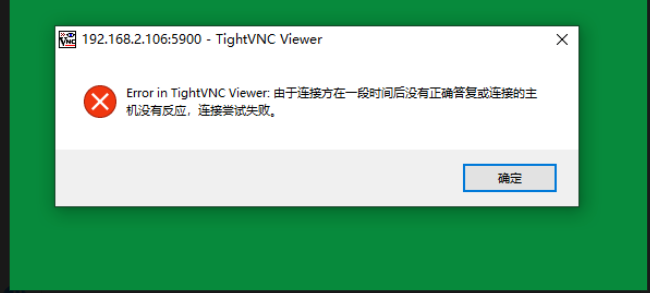 192.168.2.106:5900 - TightVNC Viewer
Error in TightVNC Viewer: 由于连接方在一段时间后没有正确答复或连接的主
机没有反应，连接尝试失败。
确定